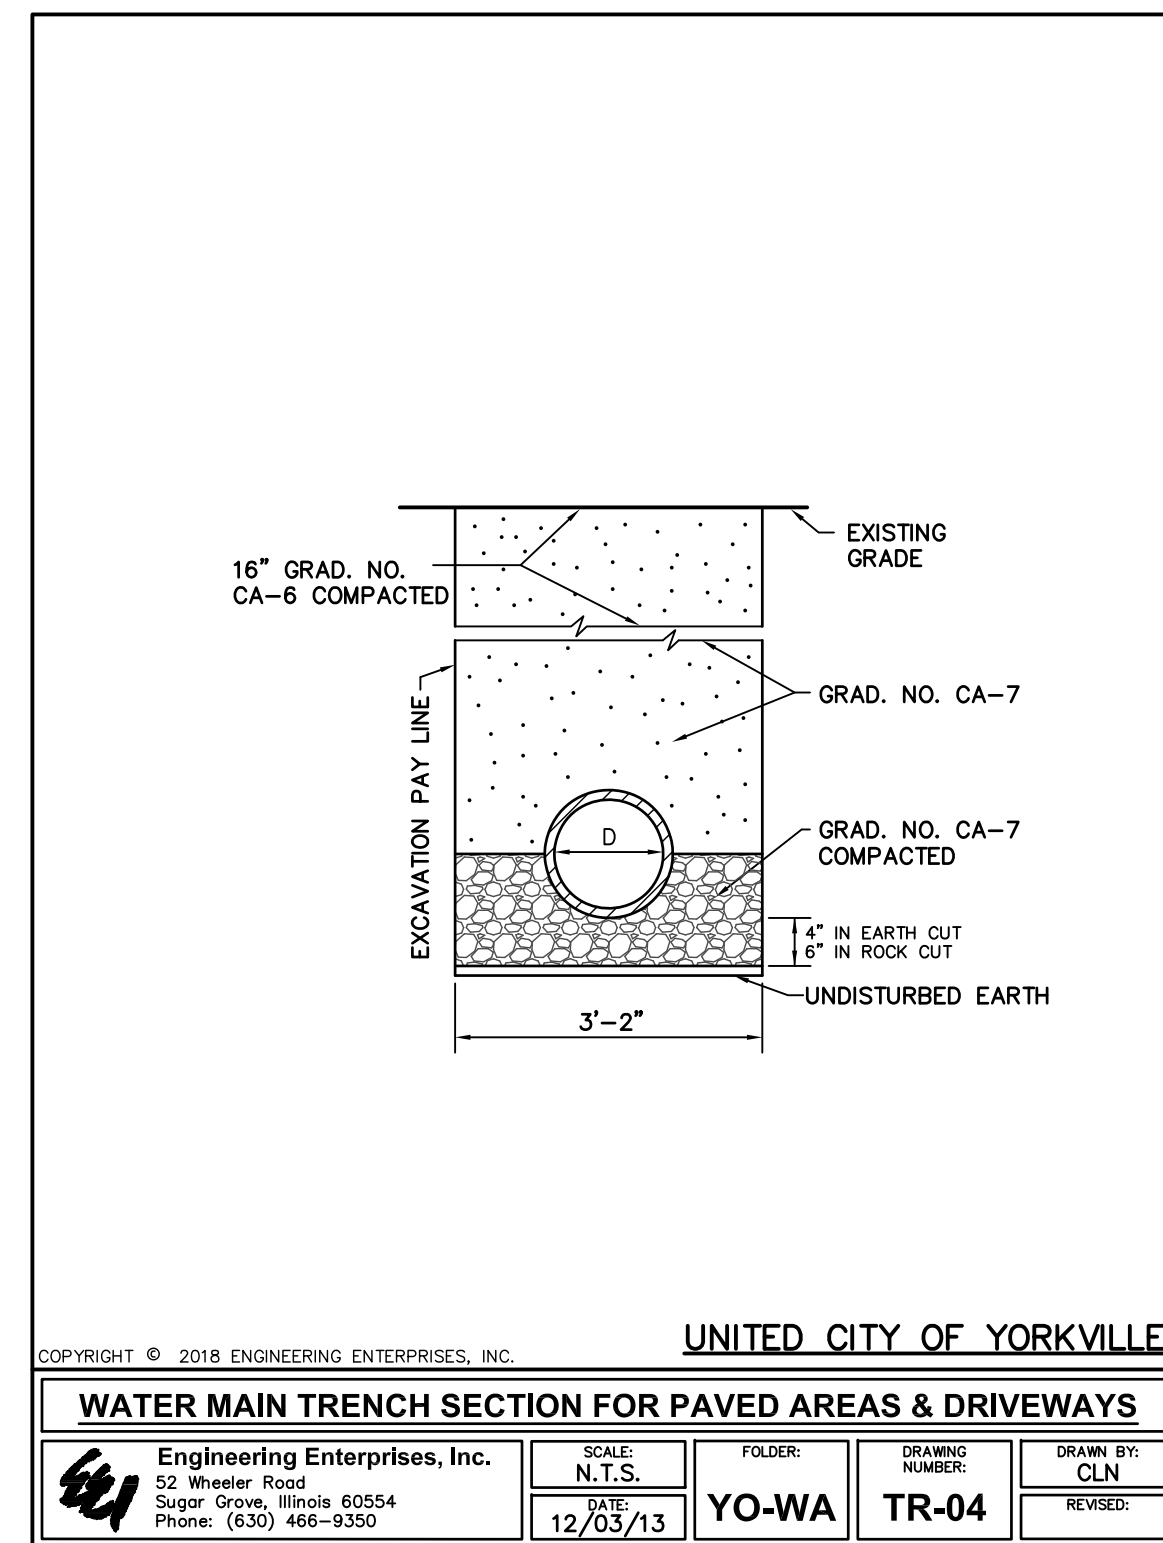 EXISTING
GRADE
16” GRAD. NO.
CA-6 COMPACTED
GRAD. NO. CA-7
EXCAVATION PAY LINE
D
GRAD. NO. CA-7
COMPACTED
4” IN EARTH CUT
6” IN ROCK CUT
UNDISTURBED EARTH
3’-2”
UNITED CITY OF YORKVILLE
COPYRIGHT © 2018 ENGINEERING ENTERPRISES, INC.
WATER MAIN TRENCH SECTION FOR PAVED AREAS & DRIVEWAYS
EEI
Engineering Enterprises, Inc.
52 Wheeler Road
Sugar Grove, Illinois 60554
Phone: (630) 466-9350
SCALE:
N.T.S.
DATE:
12/03/13
FOLDER:
YO-WA
DRAWING
NUMBER:
TR-04
DRAWN BY:
CLN
REVISED: